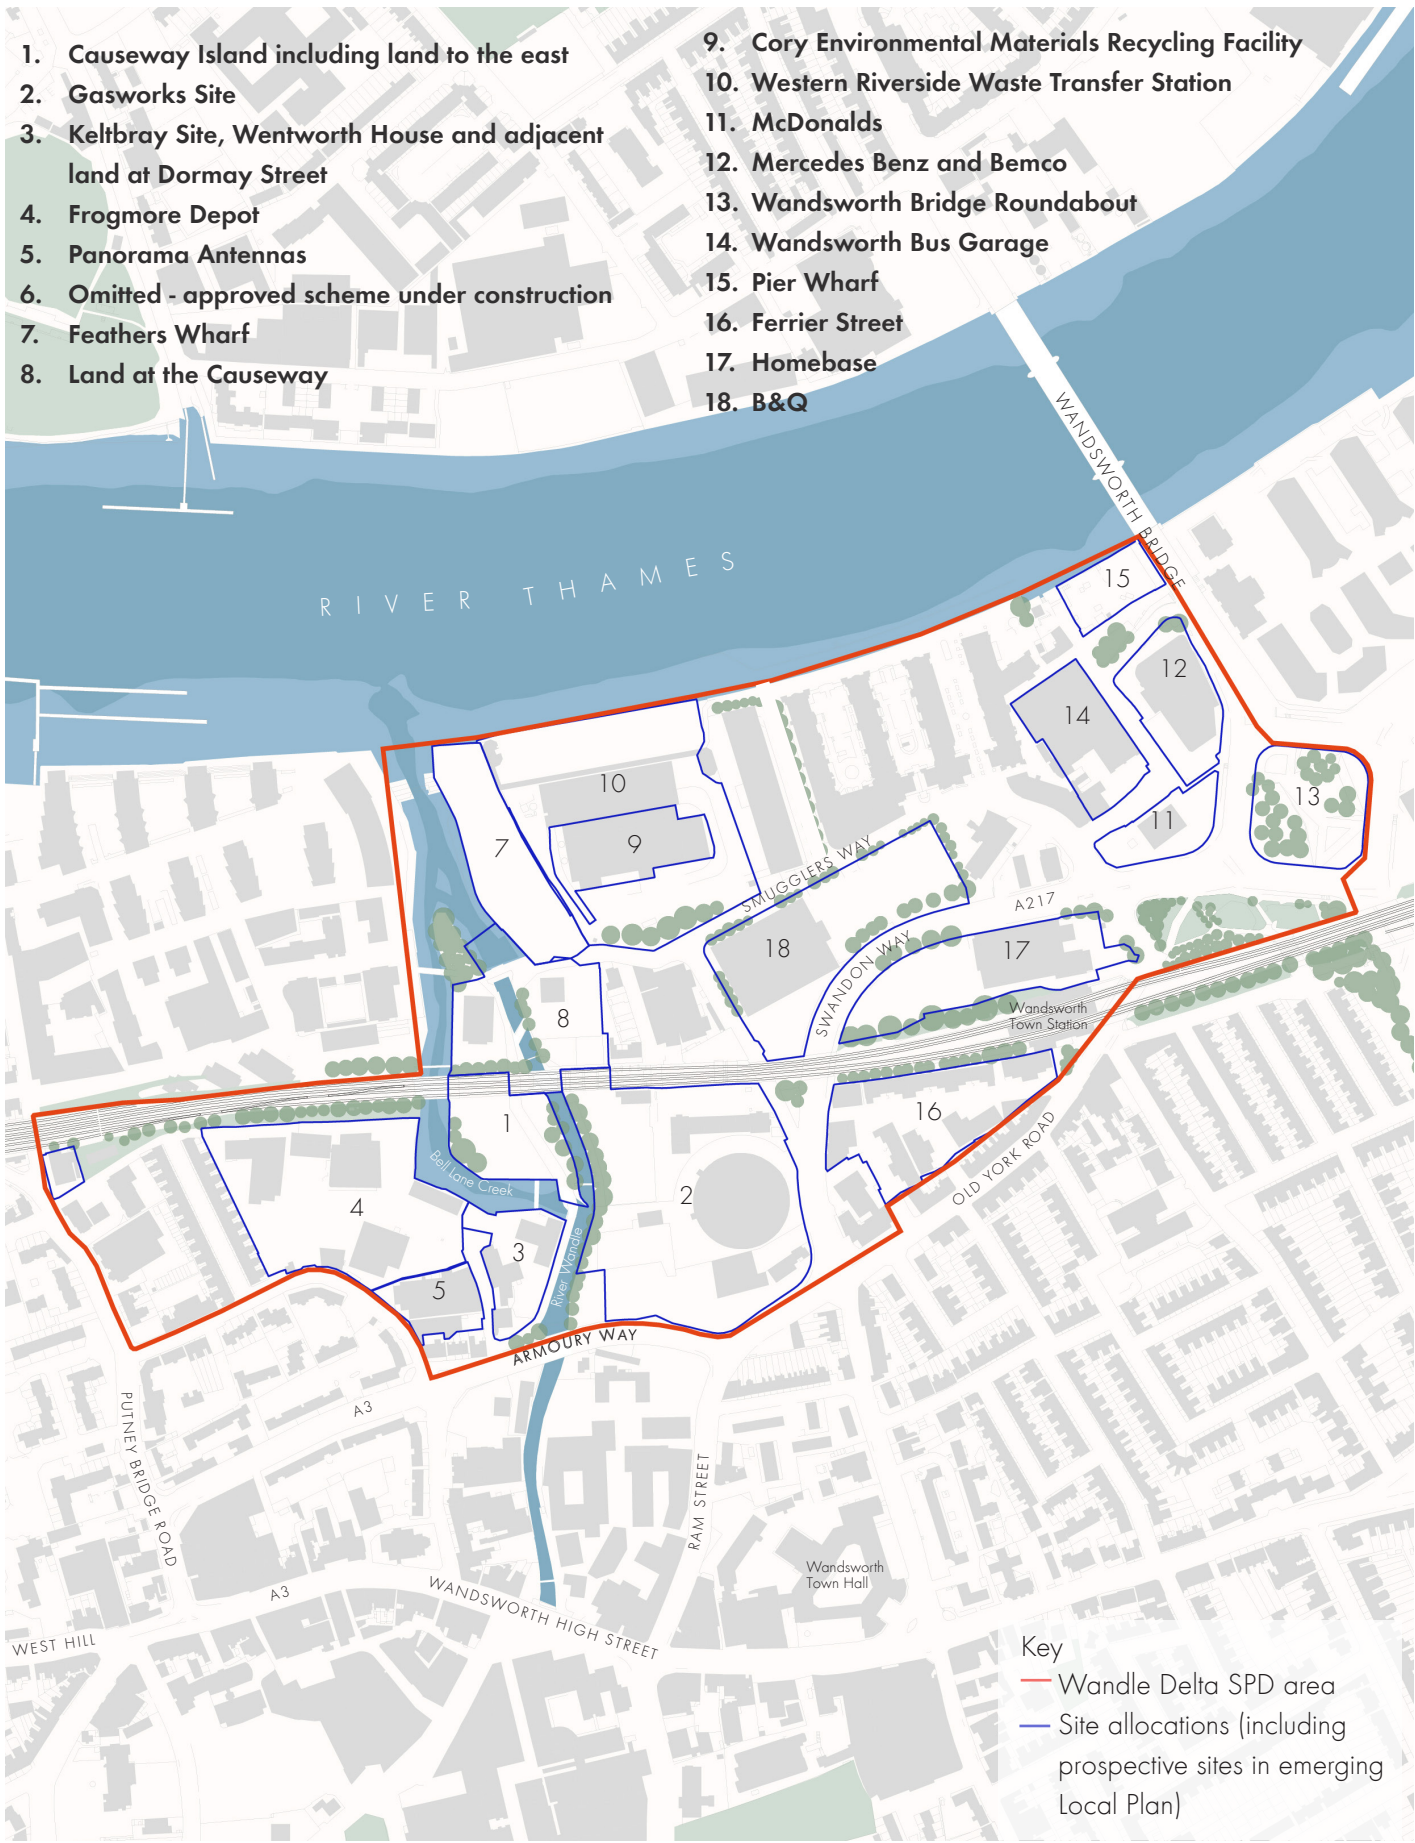 1. Causeway Island including land to the east
2. Gasworks Site
3. Keltbray Site, Wentworth House and adjacent
land at Dormay Street
4. Frogmore Depot
5. Panorama Antennas
6. Omitted - approved scheme under construction
7. Feathers Wharf
8. Land at the Causeway
9. Cory Environmental Materials Recycling Facility
10. Western Riverside Waste Transfer Station
11. McDonalds
12. Mercedes Benz and Bemco
13. Wandsworth Bridge Roundabout
14. Wandsworth Bus Garage
15. Pier Wharf
16. Ferrier Street
17. Homebase
18. B&Q
WANDSWORTH BRIDGE
RIVER THAMES
15
12
14
13
10
11
9
7
SMUGGLERS WAY
A217
18
17
SWANDON WAY
8
Wandsworth
Town Station
1
16
Bell Lane Creek
OLD YORK ROAD
4
2
3
River Wandle
5
ARMOURY WAY
PUTNEY BRIDGE ROAD
A3
RAM STREET
Wandsworth
Town Hall
A3
WANDSWORTH HIGH STREET
WEST HILL
Key
Wandle Delta SPD area
Site allocations (including
prospective sites in emerging
Local Plan)